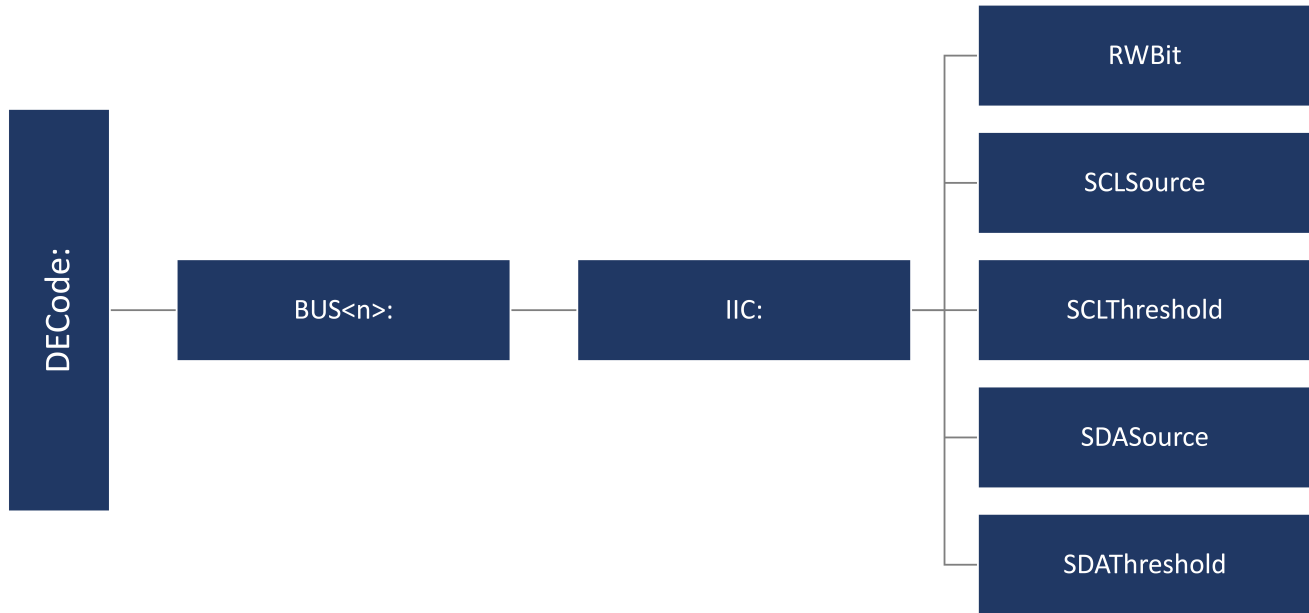 DECode:
BUS<n>:
IIC:
RWBit
SCLSource
SCLThreshold
SDASource
SDAThreshold